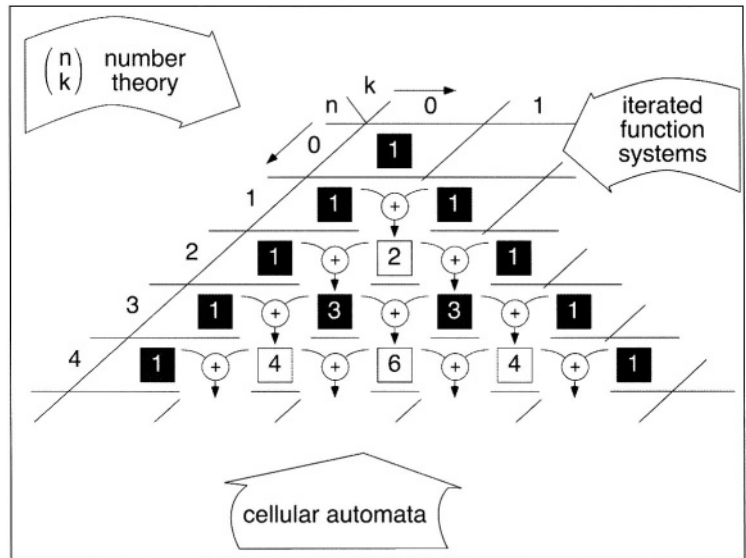 (n k) number
theory
n k 0 1
iterated
function
systems
0 1
1 1 + 1
2 1 + 2 + 1
3 1 + 3 + 3 + 1
4 1 + 4 + 6 + 4 + 1
cellular automata